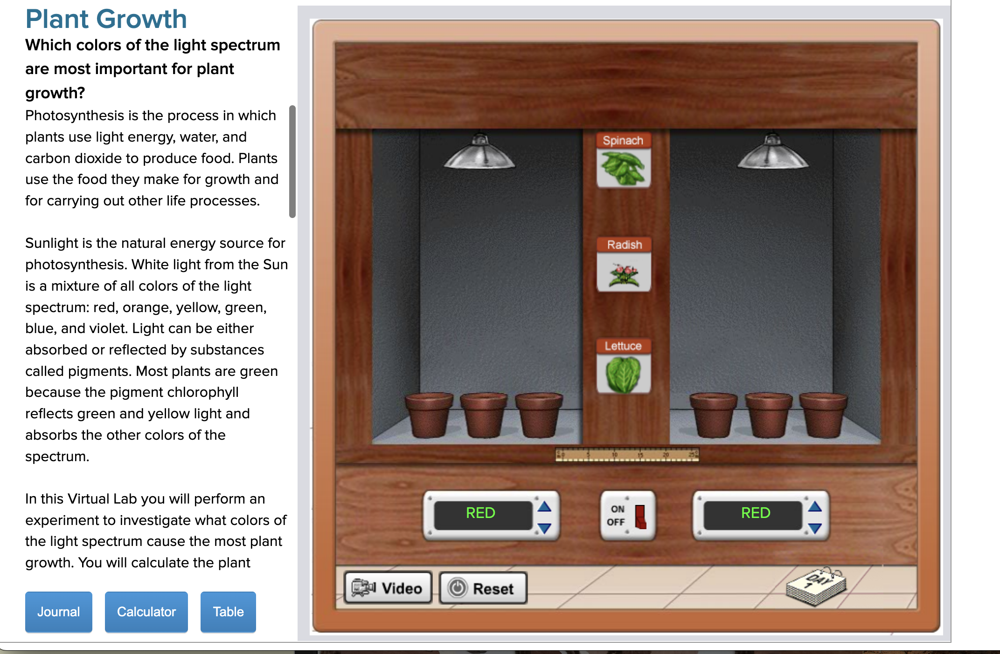 Plant Growth
Which colors of the light spectrum
are most important for plant
growth?
Photosynthesis is the process in which
plants use light energy, water, and
carbon dioxide to produce food. Plants
use the food they make for growth and
for carrying out other life processes.
Sunlight is the natural energy source for
photosynthesis. White light from the Sun
is a mixture of all colors of the light
spectrum: red, orange, yellow, green,
blue, and violet. Light can be either
absorbed or reflected by substances
called pigments. Most plants are green
because the pigment chlorophyll
reflects green and yellow light and
absorbs the other colors of the
spectrum.
In this Virtual Lab you will perform an
experiment to investigate what colors of
the light spectrum cause the most plant
growth. You will calculate the plant
Journal
Calculator
Table
Spinach
Radish
Lettuce
0 5 10 15 20 25
RED
ON
OFF
RED
Video
Reset
DAY
1